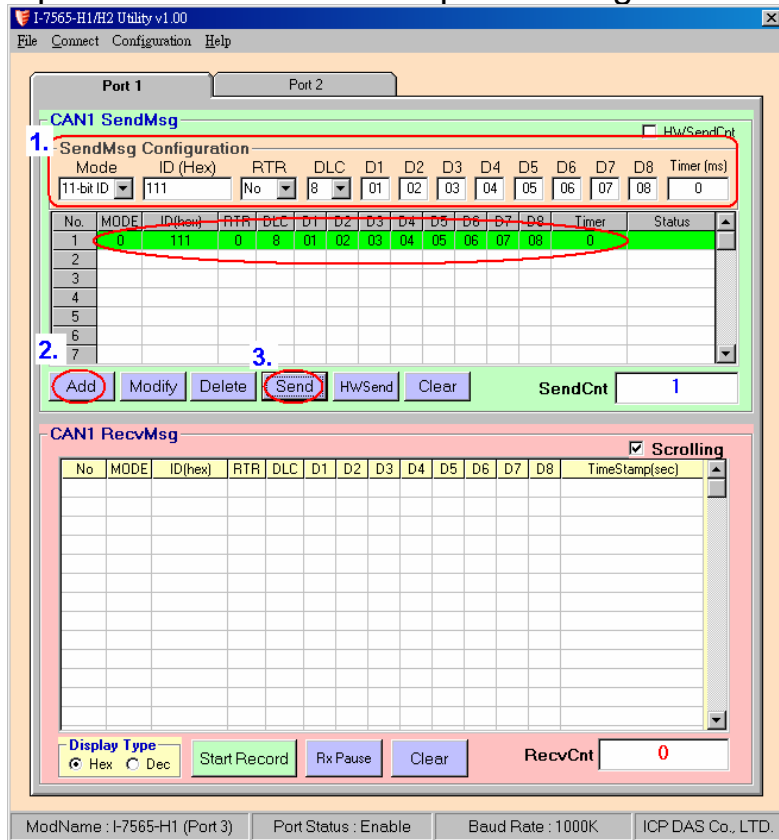 I-7565-H1/H2 Utility v1.00
File Connect Configuration Help
Port 1 Port 2
CAN1 SendMsg
HWSendCnt
1.
SendMsg Configuration
Mode ID (Hex) RTR DLC D1 D2 D3 D4 D5 D6 D7 D8 Timer (ms)
11-bit ID 111 No 8 01 02 03 04 05 06 07 08 0
No. MODE ID(hex) RTR DLC D1 D2 D3 D4 D5 D6 D7 D8 Timer Status
1 0 111 0 8 01 02 03 04 05 06 07 08 0
2
3
4
5
6
7
2. 3.
Add Modify Delete Send HWSend Clear SendCnt 1
CAN1 RecvMsg
Scrolling
No MODE ID(hex) RTR DLC D1 D2 D3 D4 D5 D6 D7 D8 TimeStamp(sec)
Display Type
Hex Dec Start Record Rx Pause Clear RecvCnt 0
ModName : I-7565-H1 (Port 3) Port Status : Enable Baud Rate : 1000K ICP DAS Co., LTD.